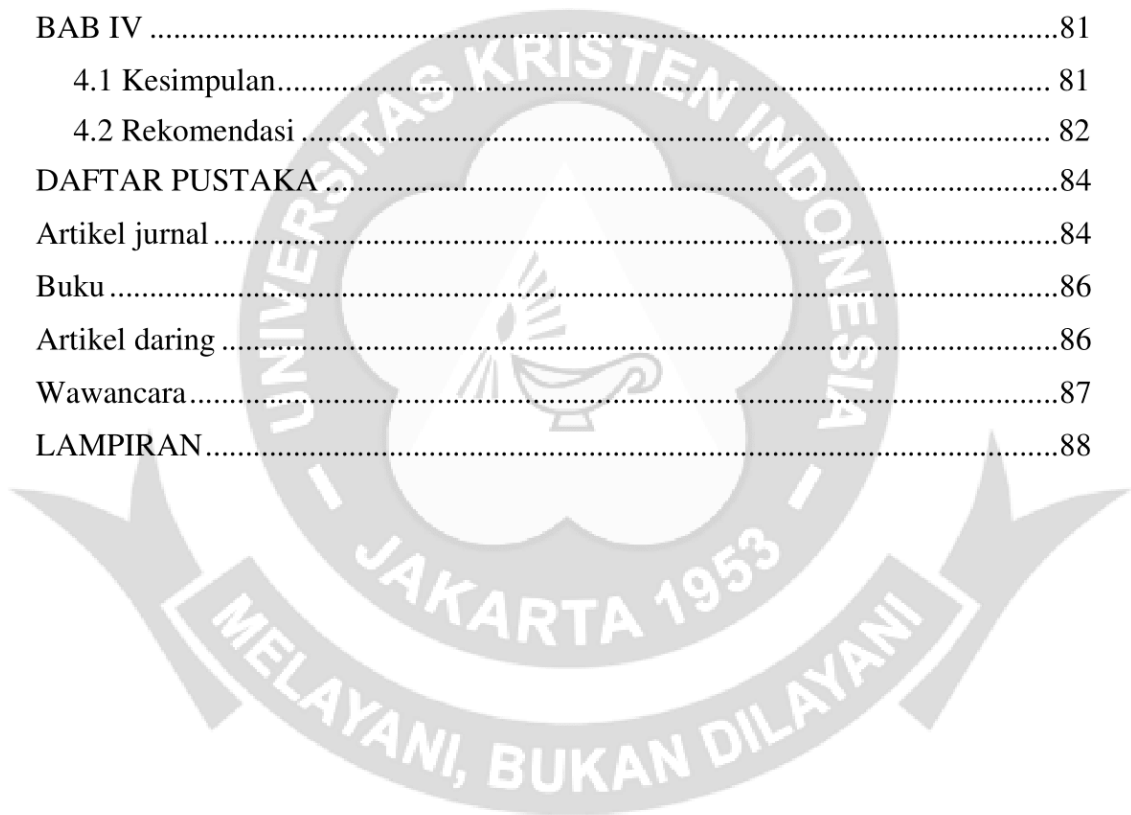 BAB IV ........................................................................................................................81
4.1 Kesimpulan.................................................................................................... 81
4.2 Rekomendasi ................................................................................................. 82
DAFTAR PUSTAKA ................................................................................................84
Artikel jurnal..............................................................................................................84
Buku ...........................................................................................................................86
Artikel daring .............................................................................................................86
Wawancara.................................................................................................................87
LAMPIRAN...............................................................................................................88
UNIVERSITAS KRISTEN INDONESIA
– JAKARTA 1953 –
MELAYANI, BUKAN DILAYANI